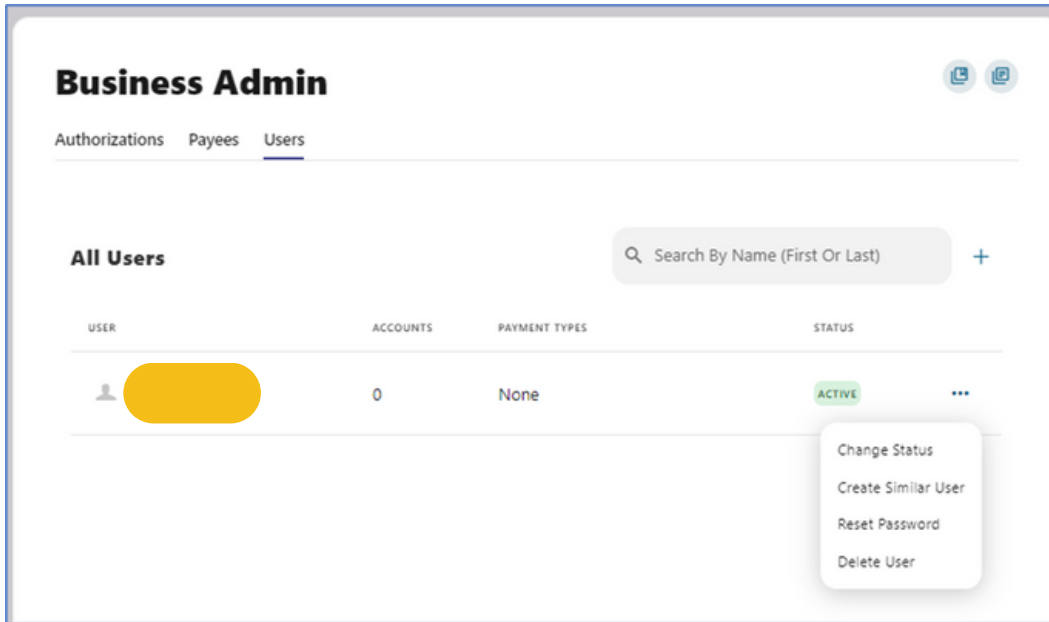 Business Admin
Authorizations Payees Users
All Users
Search By Name (First Or Last)
USER ACCOUNTS PAYMENT TYPES STATUS
0 None ACTIVE
Change Status
Create Similar User
Reset Password
Delete User